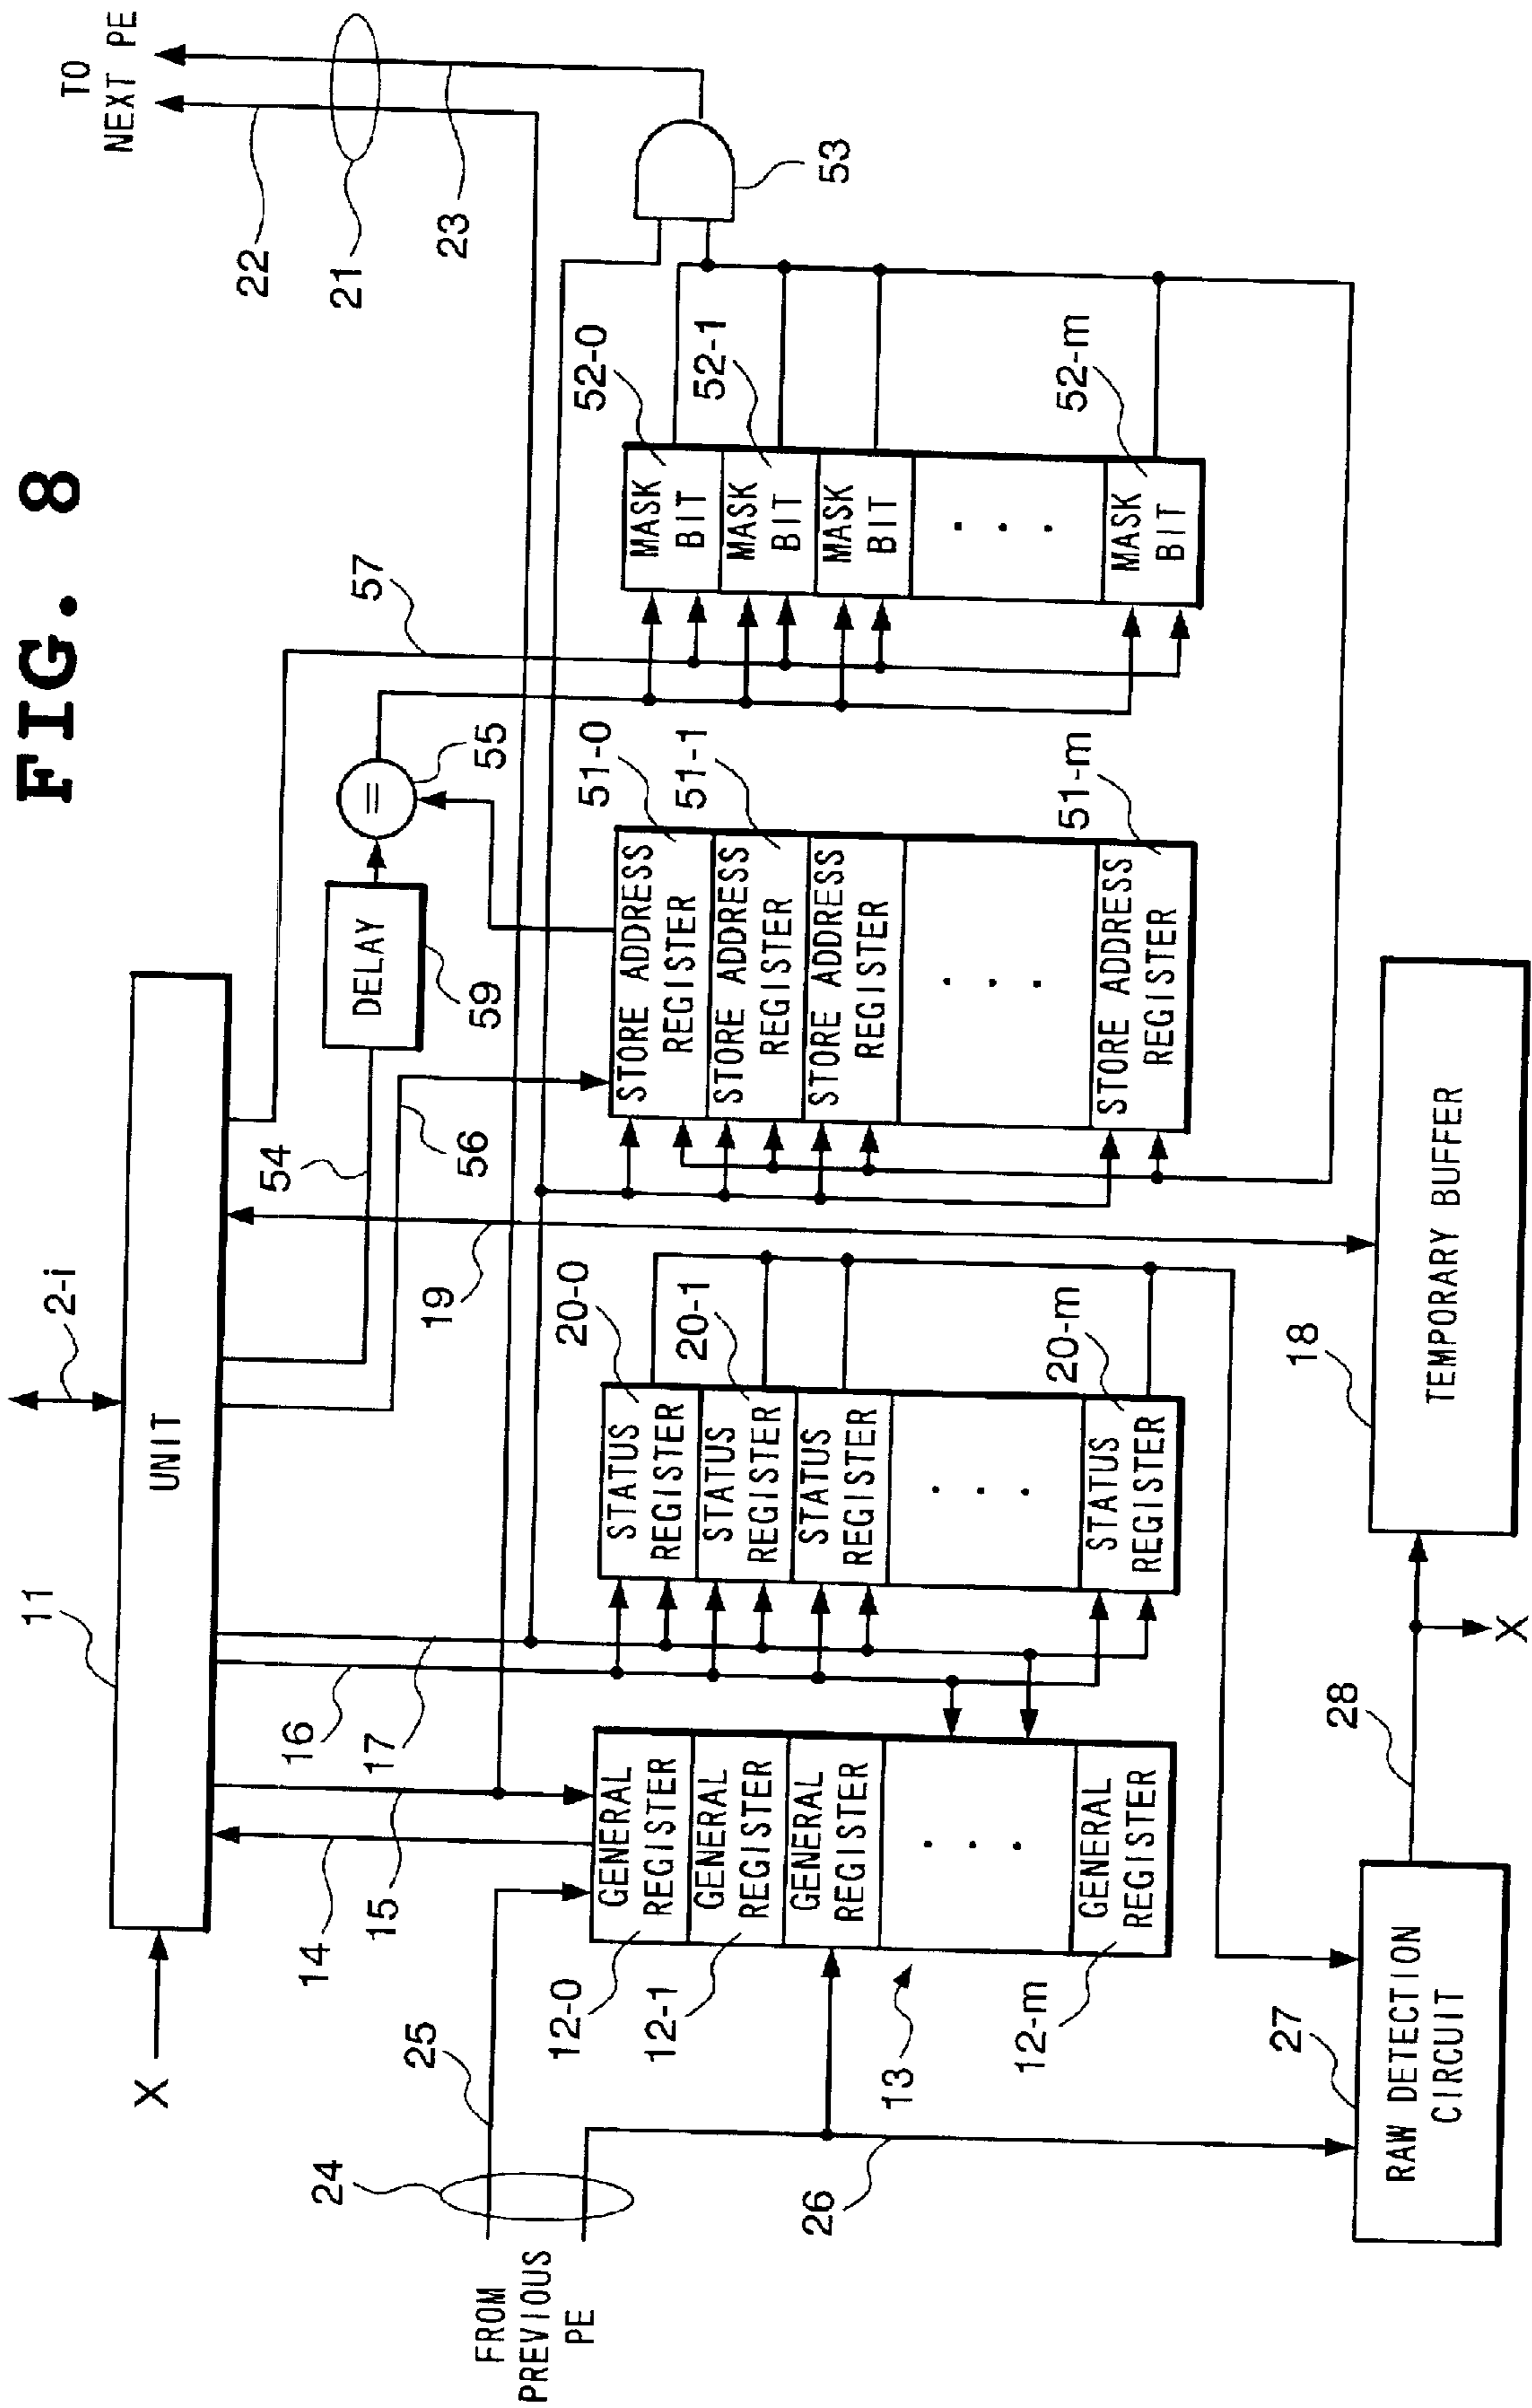 FIG. 8
TO
NEXT PE
22
21
23
53
2-i
11
UNIT
X
14
15
16
17
54
56
19
DELAY
59
=
55
57
FROM
PREVIOUS
PE
24
25
26
12-0
12-1
12-m
13
GENERAL
REGISTER
GENERAL
REGISTER
GENERAL
REGISTER
. . .
GENERAL
REGISTER
20-0
20-1
20-m
STATUS
REGISTER
STATUS
REGISTER
STATUS
REGISTER
. . .
STATUS
REGISTER
51-0
51-1
51-m
STORE ADDRESS
REGISTER
STORE ADDRESS
REGISTER
STORE ADDRESS
REGISTER
. . .
STORE ADDRESS
REGISTER
52-0
52-1
52-m
MASK
BIT
MASK
BIT
MASK
BIT
. . .
MASK
BIT
27
RAW DETECTION
CIRCUIT
28
X
18
TEMPORARY BUFFER